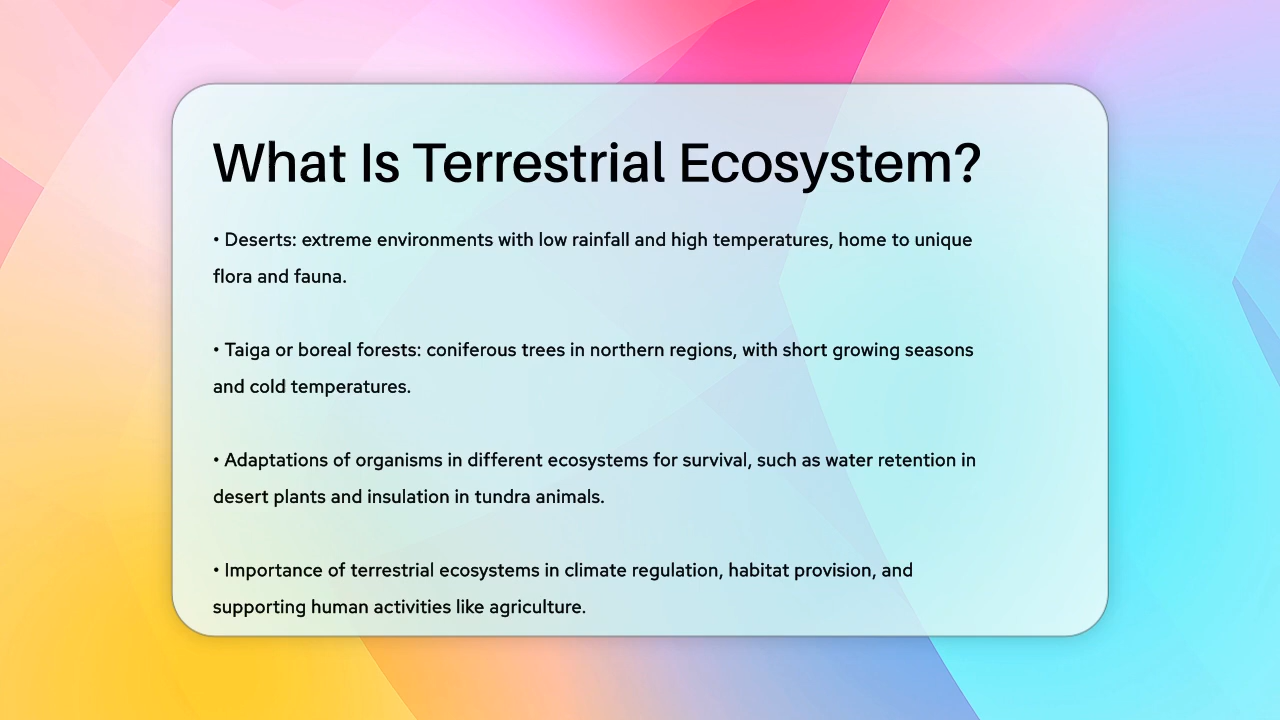 What Is Terrestrial Ecosystem?
• Deserts: extreme environments with low rainfall and high temperatures, home to unique
flora and fauna.
• Taiga or boreal forests: coniferous trees in northern regions, with short growing seasons
and cold temperatures.
• Adaptations of organisms in different ecosystems for survival, such as water retention in
desert plants and insulation in tundra animals.
• Importance of terrestrial ecosystems in climate regulation, habitat provision, and
supporting human activities like agriculture.